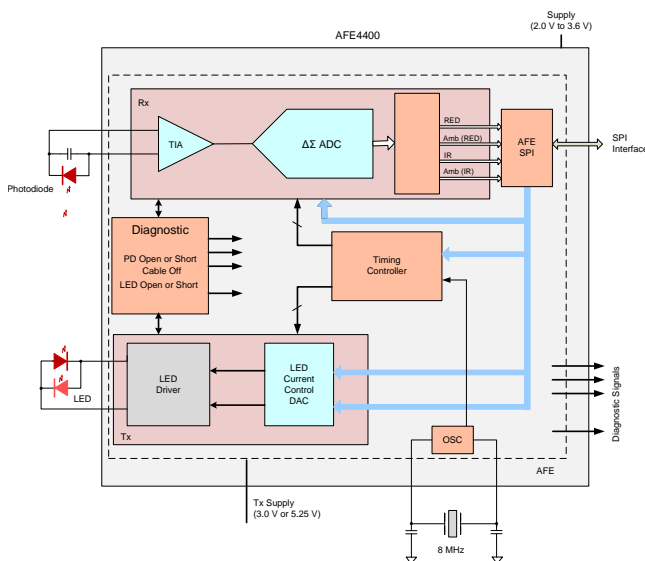 Supply
(2.0 V to 3.6 V)
AFE4400
Rx
TIA
ΔΣ ADC
RED
Amb (RED)
IR
Amb (IR)
AFE
SPI
SPI
Interface
Photodiode
Diagnostic
PD Open or Short
Cable Off
LED Open or Short
Timing
Controller
LED
LED
Driver
LED
Current
Control
DAC
Tx
OSC
Diagnostic Signals
AFE
Tx Supply
(3.0 V or 5.25 V)
8 MHz